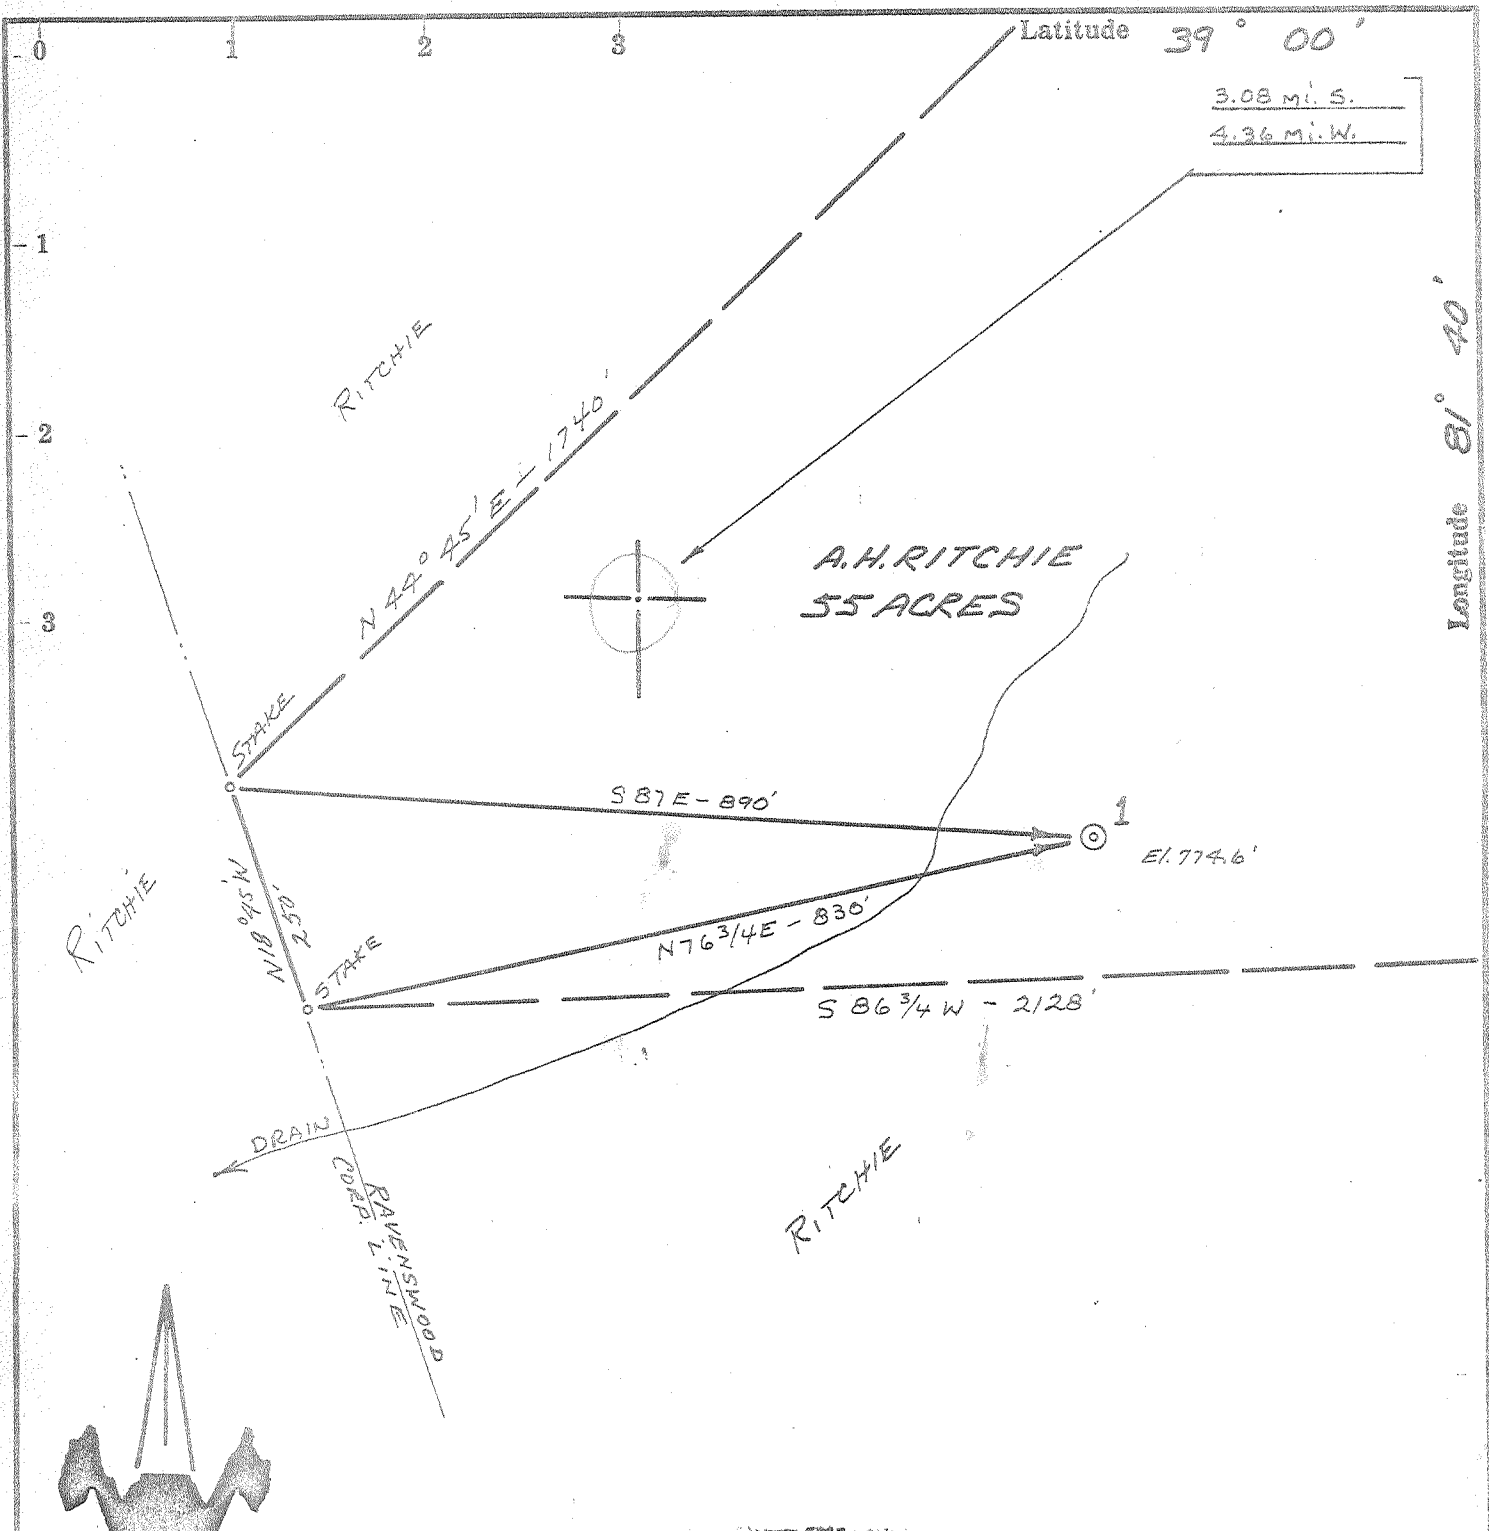 0 1 2 3
Latitude 39° 00'
3.08 mi. S.
4.36 mi. W.
-1
-2
-3
Longitude 81° 40'
RITCHIE
N 44° 45' E - 1740'
A.H. RITCHIE
55 ACRES
STAKE
S 87 E - 890'
1
El. 774.6'
RITCHIE
N18°45'W
250'
STAKE
N 76 3/4 E - 830'
S 86 3/4 W - 2128'
DRAIN
RAVENSWOOD
CORP. LINE
RITCHIE